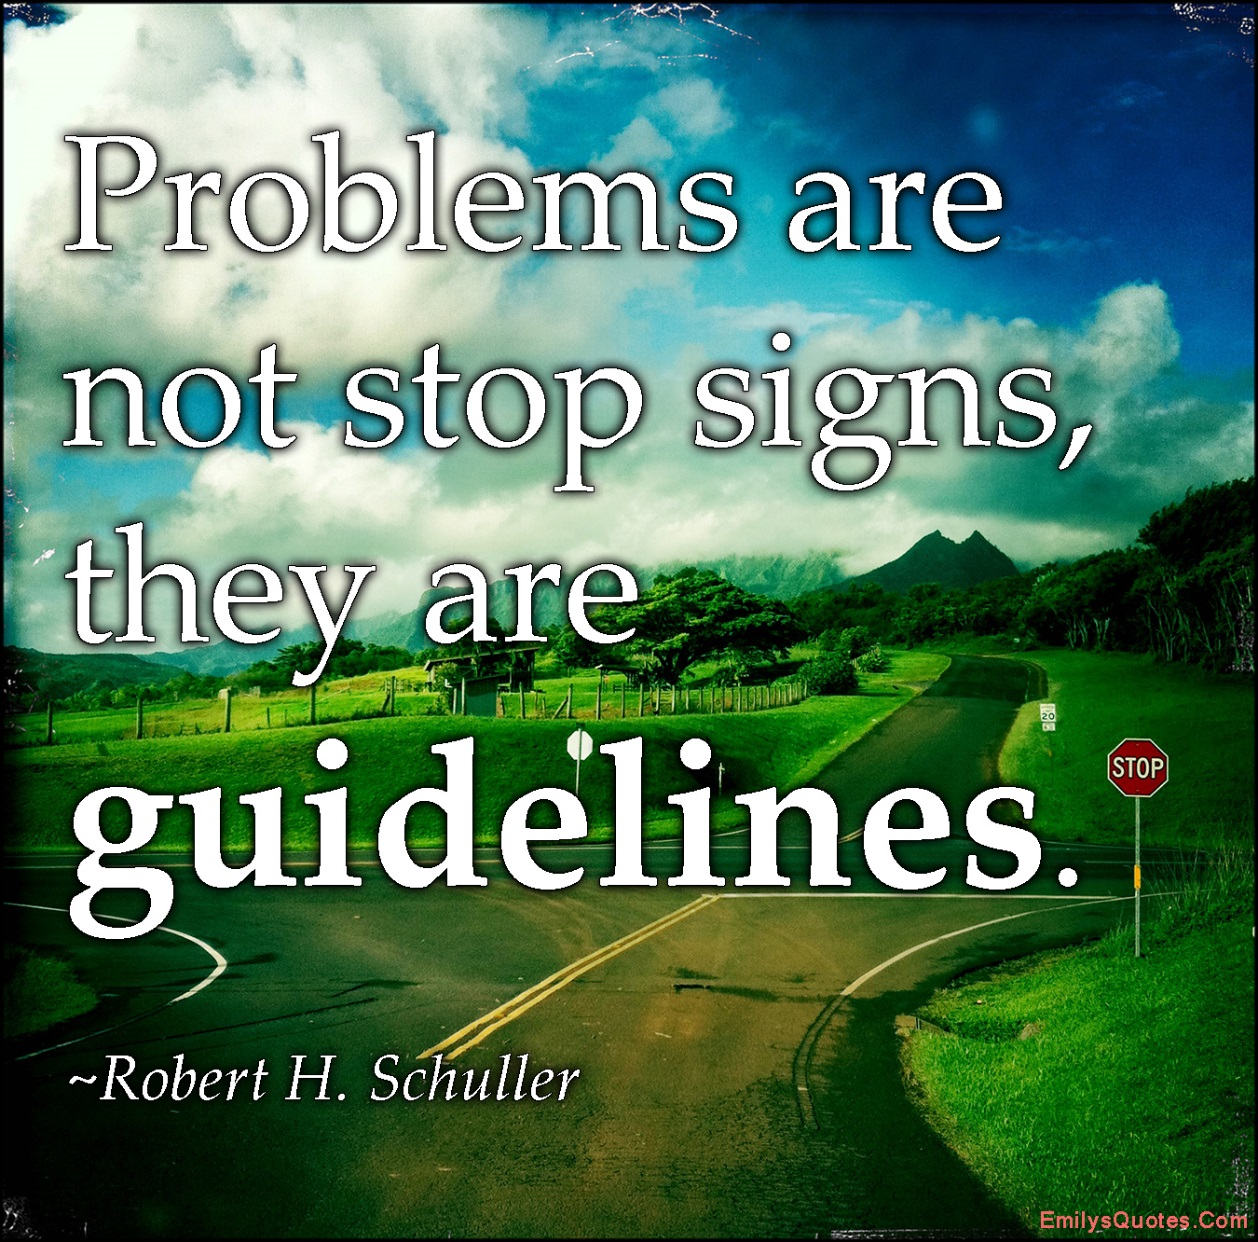 Problems are
not stop signs,
they are
guidelines.
20
STOP
~Robert H. Schuller
EmilysQuotes.Com